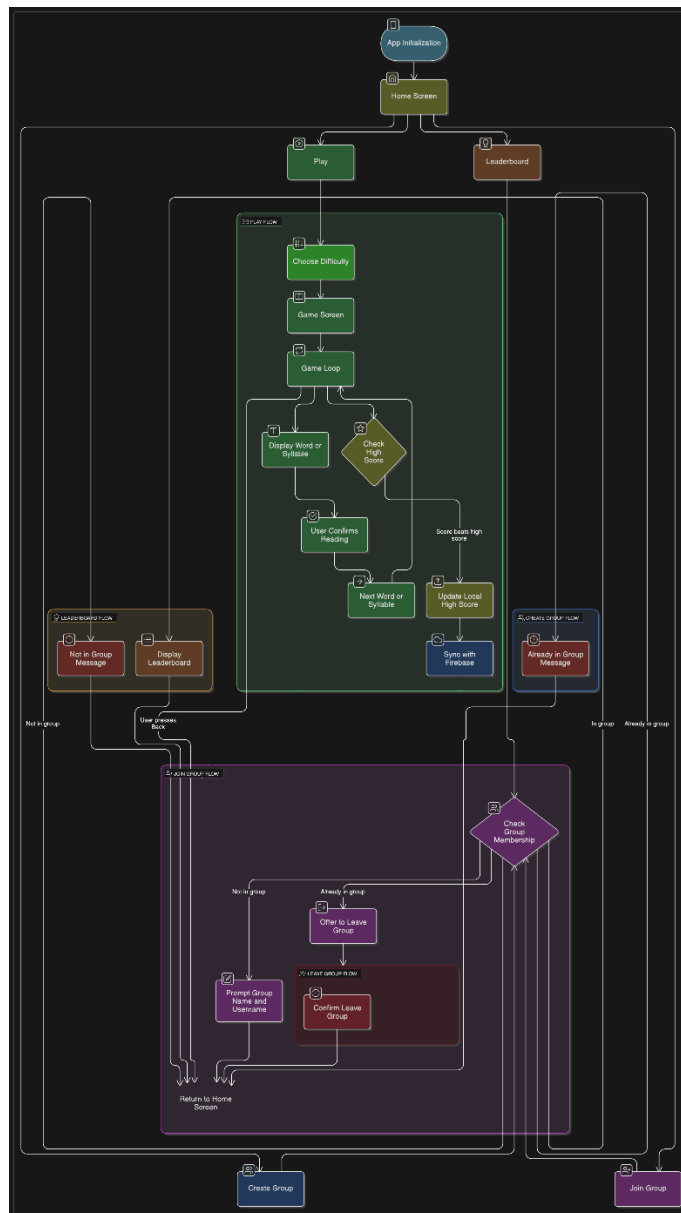 App Initialization
Home Screen
Play
Leaderboard
PLAY FLOW
Choose Difficulty
Game Screen
Game Loop
Display Word or
Syllable
Check
High
Score
User Confirms
Reading
Score beats high
score
Next Word or
Syllable
Update Local
High Score
LEADERBOARD FLOW
CREATE GROUP FLOW
Not in Group
Message
Display
Leaderboard
Sync with
Firebase
Already in Group
Message
Not in group
User presses
Back
In group
Already in group
JOIN GROUP FLOW
Check
Group
Membership
Not in group
Already in group
Offer to Leave
Group
LEAVE GROUP FLOW
Prompt Group
Name and
Username
Confirm Leave
Group
Return to Home
Screen
Create Group
Join Group